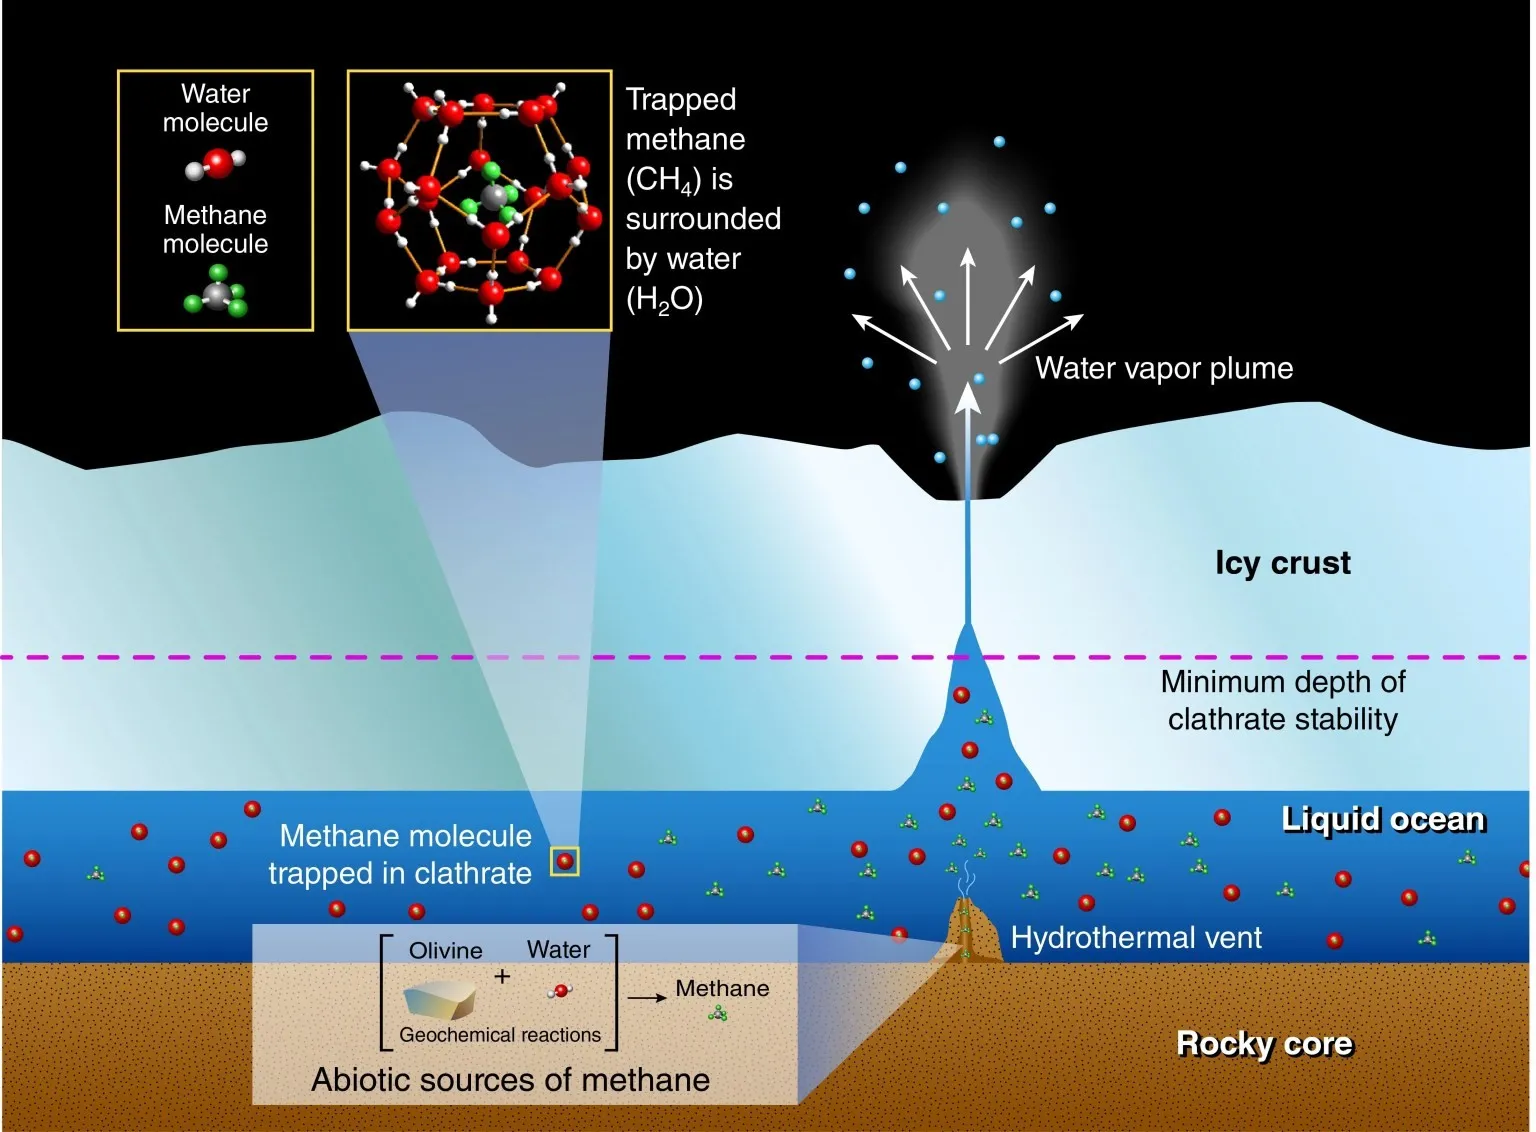 Water
molecule
Methane
molecule
Trapped
methane
(CH₄) is
surrounded
by water
(H₂O)
Water vapor plume
Icy crust
Minimum depth of
clathrate stability
Liquid ocean
Methane molecule
trapped in clathrate
Hydrothermal vent
Olivine + Water
Methane
Geochemical reactions
Abiotic sources of methane
Rocky core